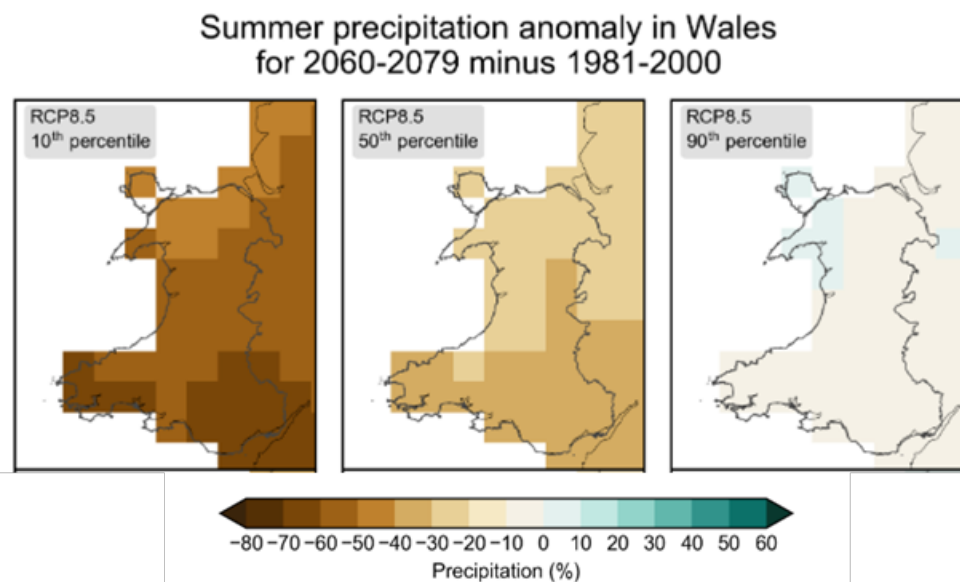 Summer precipitation anomaly in Wales
for 2060-2079 minus 1981-2000
RCP8.5
10th percentile
RCP8.5
50th percentile
RCP8.5
90th percentile
−80 −70 −60 −50 −40 −30 −20 −10 0 10 20 30 40 50 60
Precipitation (%)